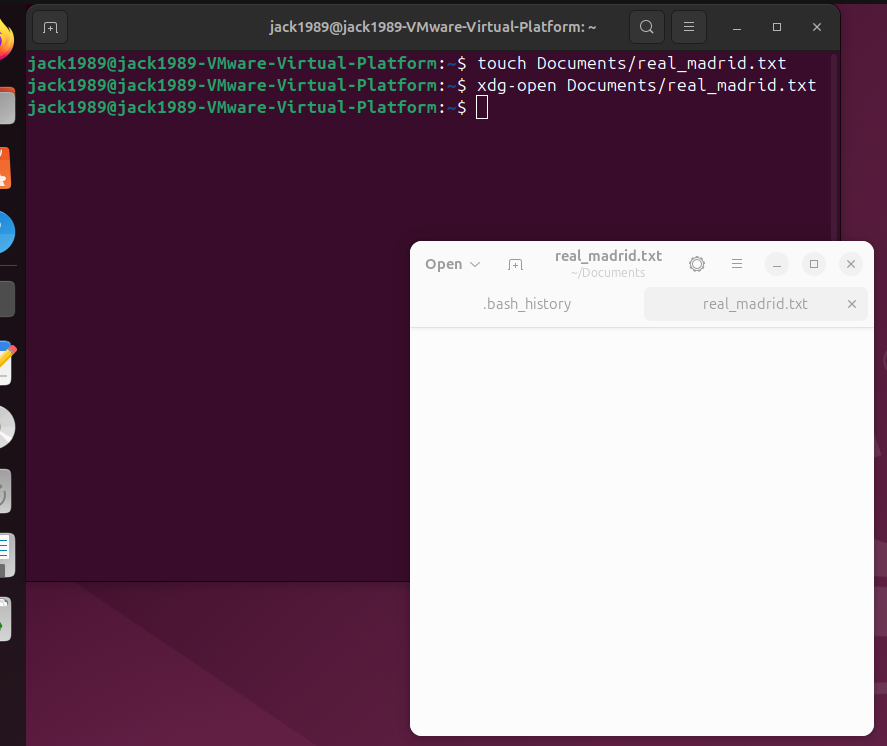 jack1989@jack1989-VMware-Virtual-Platform: ~
jack1989@jack1989-VMware-Virtual-Platform:~$ touch Documents/real_madrid.txt
jack1989@jack1989-VMware-Virtual-Platform:~$ xdg-open Documents/real_madrid.txt
jack1989@jack1989-VMware-Virtual-Platform:~$
Open
real_madrid.txt
~/Documents
.bash_history
real_madrid.txt